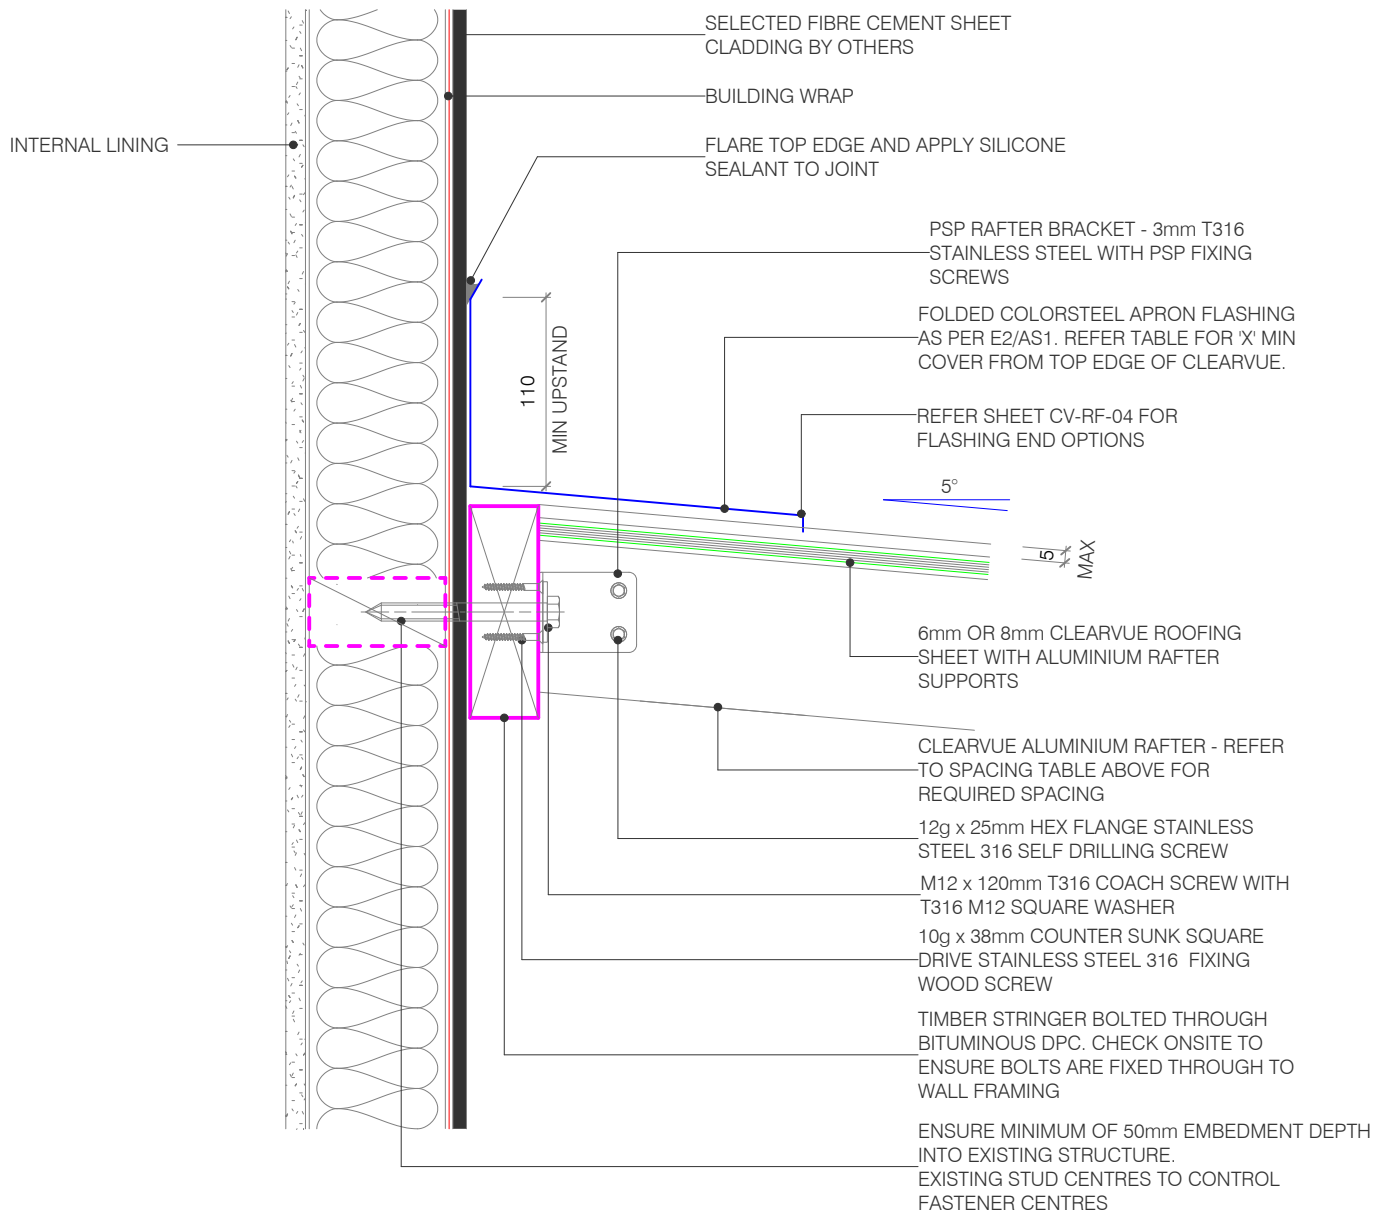 SELECTED FIBRE CEMENT SHEET
CLADDING BY OTHERS
BUILDING WRAP
INTERNAL LINING
FLARE TOP EDGE AND APPLY SILICONE
SEALANT TO JOINT
PSP RAFTER BRACKET - 3mm T316
STAINLESS STEEL WITH PSP FIXING
SCREWS
FOLDED COLORSTEEL APRON FLASHING
AS PER E2/AS1. REFER TABLE FOR 'X' MIN
COVER FROM TOP EDGE OF CLEARVUE.
110
MIN UPSTAND
REFER SHEET CV-RF-04 FOR
FLASHING END OPTIONS
5°
5
MAX
6mm OR 8mm CLEARVUE ROOFING
SHEET WITH ALUMINIUM RAFTER
SUPPORTS
CLEARVUE ALUMINIUM RAFTER - REFER
TO SPACING TABLE ABOVE FOR
REQUIRED SPACING
12g x 25mm HEX FLANGE STAINLESS
STEEL 316 SELF DRILLING SCREW
M12 x 120mm T316 COACH SCREW WITH
T316 M12 SQUARE WASHER
10g x 38mm COUNTER SUNK SQUARE
DRIVE STAINLESS STEEL 316 FIXING
WOOD SCREW
TIMBER STRINGER BOLTED THROUGH
BITUMINOUS DPC. CHECK ONSITE TO
ENSURE BOLTS ARE FIXED THROUGH TO
WALL FRAMING
ENSURE MINIMUM OF 50mm EMBEDMENT DEPTH
INTO EXISTING STRUCTURE.
EXISTING STUD CENTRES TO CONTROL
FASTENER CENTRES